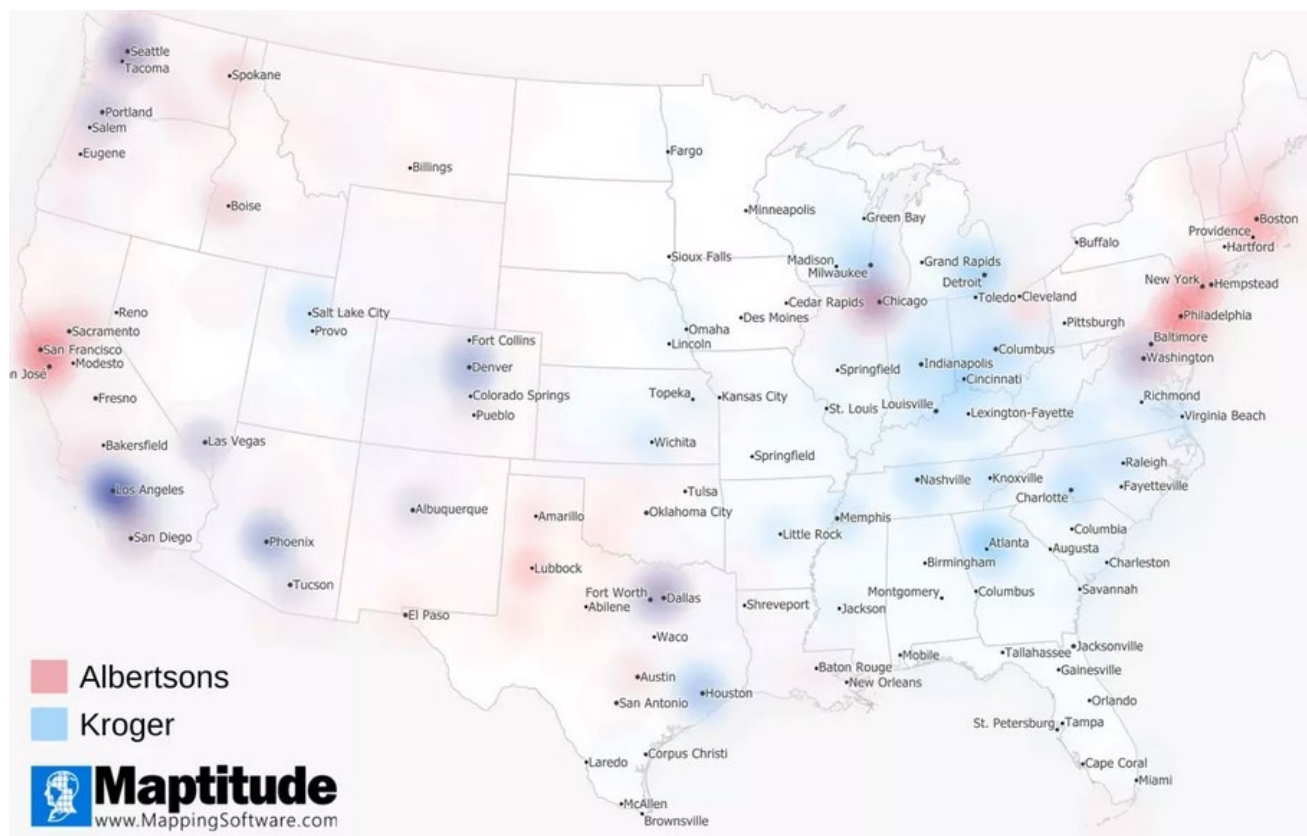 Seattle
Tacoma
Spokane
Portland
Salem
Eugene
Billings
Boise
Fargo
Minneapolis
Green Bay
Sioux Falls
Madison
Milwaukee
Grand Rapids
Detroit
Buffalo
Boston
Providence
Hartford
New York
Hempstead
Reno
Sacramento
San Francisco
n José
Modesto
Salt Lake City
Provo
Fort Collins
Denver
Omaha
Lincoln
Des Moines
Cedar Rapids
Chicago
Toledo
Cleveland
Pittsburgh
Philadelphia
Baltimore
Washington
Fresno
Colorado Springs
Pueblo
Topeka
Kansas City
Springfield
St. Louis
Indianapolis
Columbus
Cincinnati
Louisville
Lexington-Fayette
Richmond
Virginia Beach
Bakersfield
Las Vegas
Wichita
Springfield
Nashville
Knoxville
Charlotte
Raleigh
Fayetteville
Los Angeles
San Diego
Phoenix
Tucson
Albuquerque
Amarillo
Tulsa
Oklahoma City
Little Rock
Memphis
Atlanta
Columbia
Augusta
Birmingham
Charleston
Lubbock
Fort Worth
Dallas
Abilene
El Paso
Shreveport
Jackson
Montgomery
Columbus
Savannah
Waco
Austin
San Antonio
Houston
Baton Rouge
New Orleans
Mobile
Tallahassee
Jacksonville
Gainesville
Orlando
St. Petersburg
Tampa
Cape Coral
Miami
Laredo
Corpus Christi
McAllen
Brownsville
Albertsons
Kroger
Maptitude
www.MappingSoftware.com